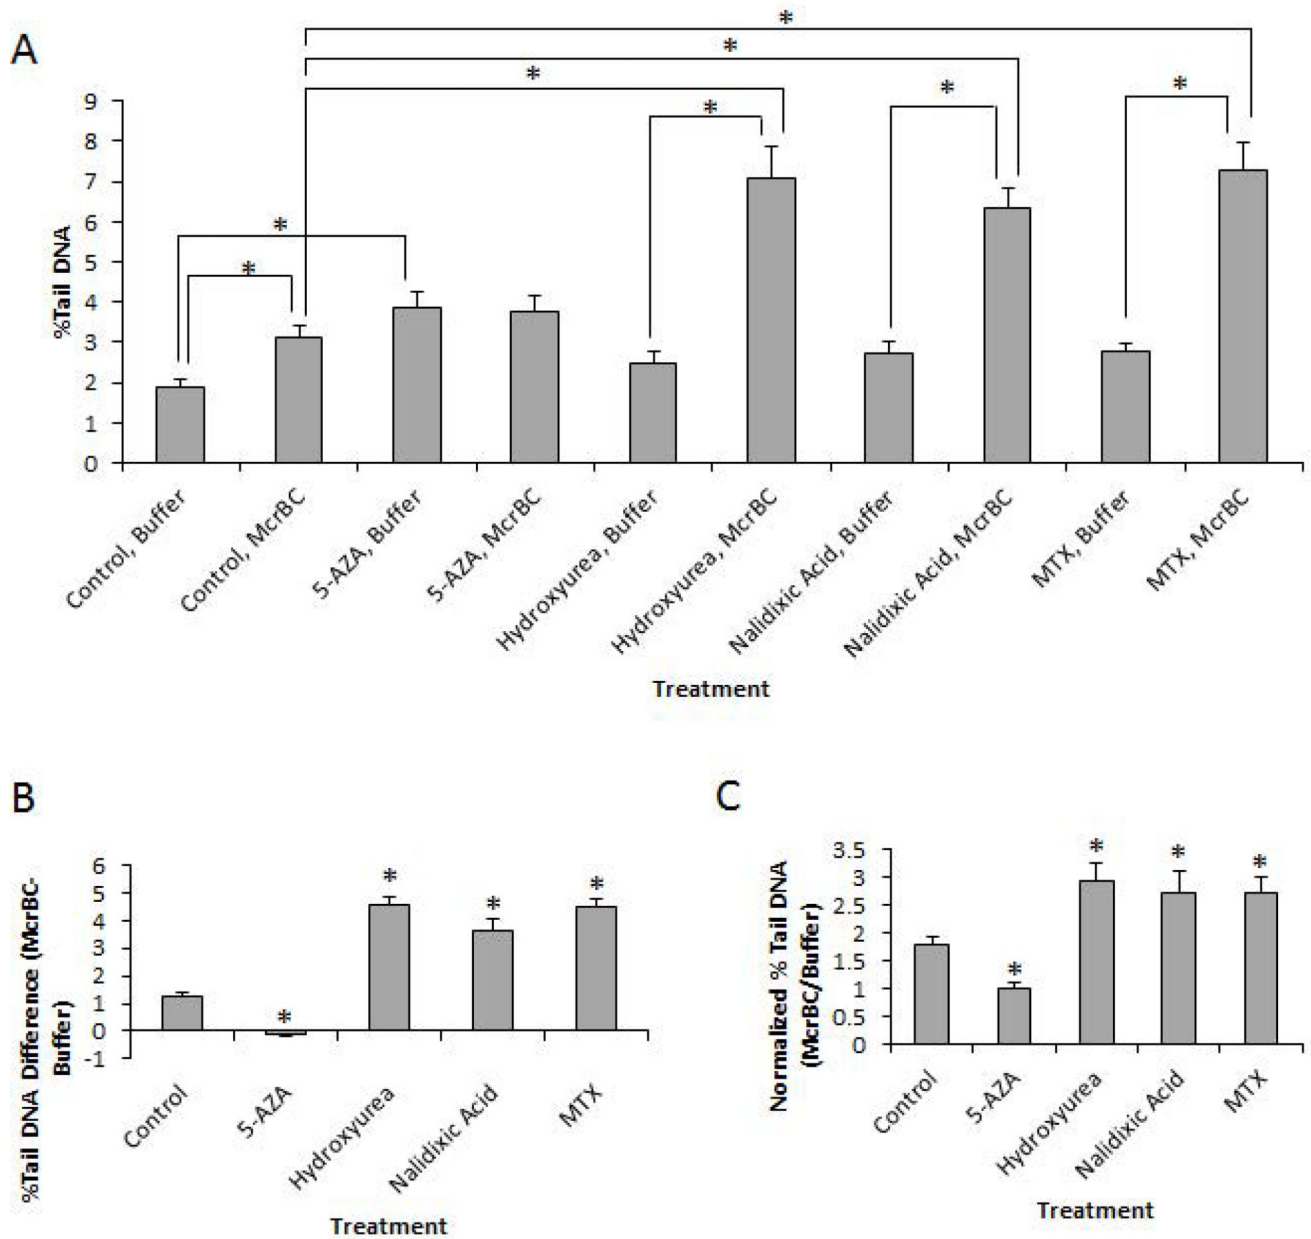 A
*
*
*
*
*
*
*
*
9
8
7
6
5
4
3
2
1
0
%Tail DNA
Control, Buffer
Control, McrBC
5-AZA, Buffer
5-AZA, McrBC
Hydroxyurea, Buffer
Hydroxyurea, McrBC
Nalidixic Acid, Buffer
Nalidixic Acid, McrBC
MTX, Buffer
MTX, McrBC
Treatment
B
%Tail DNA Difference (McrBC-
Buffer)
6
5
4
3
2
1
0
-1
*
*
*
*
Control
5-AZA
Hydroxyurea
Nalidixic Acid
MTX
Treatment
C
Normalized % Tail DNA
(McrBC/Buffer)
3.5
3
2.5
2
1.5
1
0.5
0
*
*
*
*
Control
5-AZA
Hydroxyurea
Nalidixic Acid
MTX
Treatment